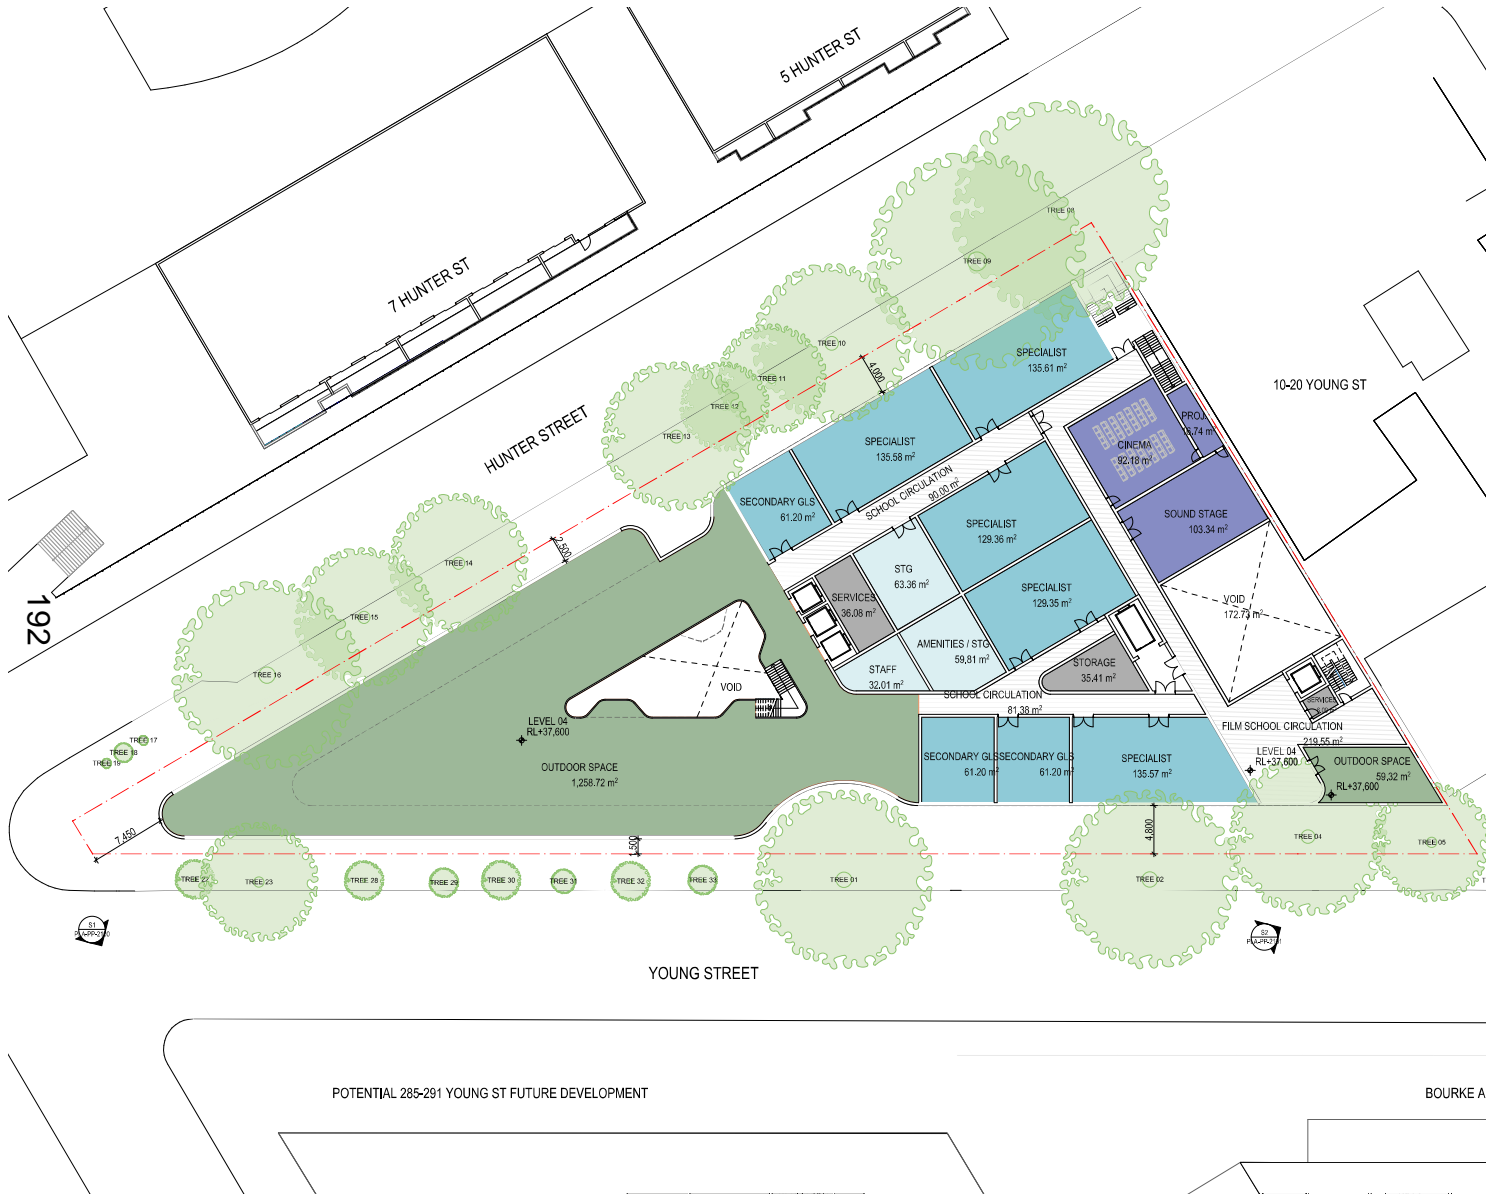 5 HUNTER ST
7 HUNTER ST
TREE 08
TREE 09
TREE 10
TREE 11
TREE 12
TREE 13
TREE 14
TREE 15
TREE 16
TREE 17
TREE 18
TREE 19
HUNTER STREET
192
10-20 YOUNG ST
4,000
2,500
SPECIALIST
135.61 m²
SPECIALIST
135.58 m²
SECONDARY GLS
61.20 m²
SCHOOL CIRCULATION
90.00 m²
CINEMA
92.18 m²
PROJ.
SOUND STAGE
103.34 m²
SPECIALIST
129.36 m²
STG
63.36 m²
SERVICES
36.08 m²
SPECIALIST
129.35 m²
VOID
172.73 m²
AMENITIES / STG
59.81 m²
STAFF
32.01 m²
STORAGE
35.41 m²
SCHOOL CIRCULATION
81.38 m²
VOID
LEVEL 04
RL+37,600
OUTDOOR SPACE
1,258.72 m²
SERVICES
FILM SCHOOL CIRCULATION
219.55 m²
SECONDARY GLS
61.20 m²
SECONDARY GLS
61.20 m²
SPECIALIST
135.57 m²
LEVEL 04
RL+37,600
OUTDOOR SPACE
59.32 m²
RL+37,600
7,450
1,500
4,800
TREE 04
TREE 05
TREE 22
TREE 23
TREE 28
TREE 29
TREE 30
TREE 31
TREE 32
TREE 33
TREE 01
TREE 02
S1
S2
YOUNG STREET
POTENTIAL 285-291 YOUNG ST FUTURE DEVELOPMENT
BOURKE A